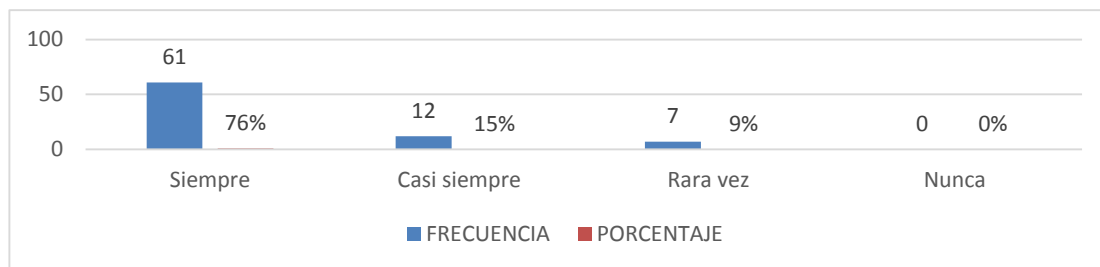 100
61
50
76%
12
15%
7
9%
0
0%
0
Siempre
Casi siempre
Rara vez
Nunca
FRECUENCIA
PORCENTAJE